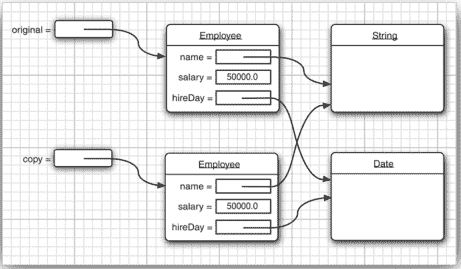 original =
Employee
name =
salary = 50000.0
hireDay =
String
copy =
Employee
name =
salary = 50000.0
hireDay =
Date